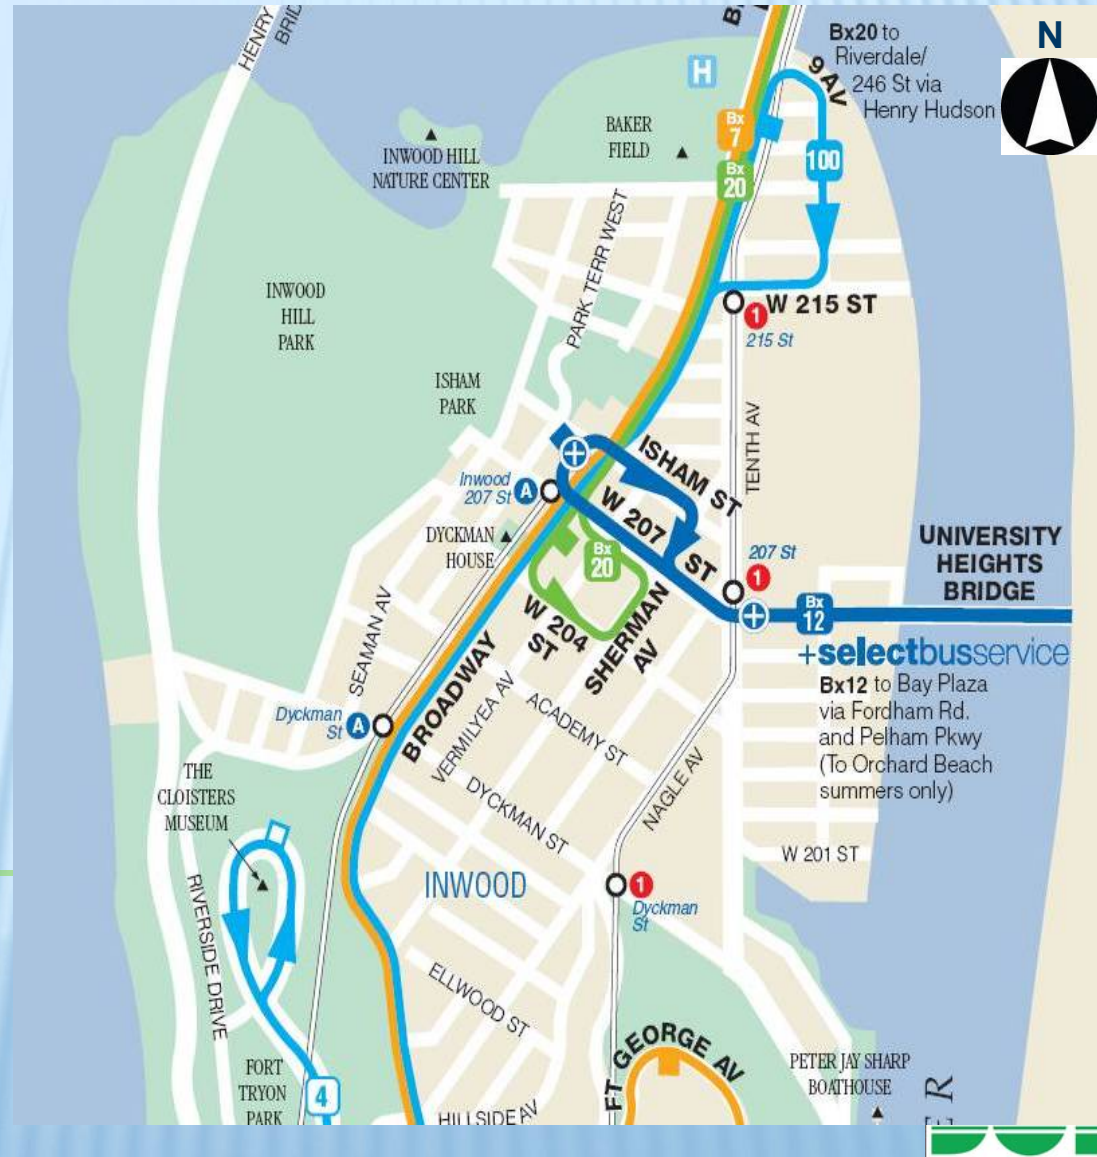 N
HENRY
Bx20 to
Riverdale/
246 St via
Henry Hudson
9 AV
H
BAKER
FIELD
Bx
7
INWOOD HILL
NATURE CENTER
100
Bx
20
PARK TERR WEST
INWOOD
HILL
PARK
W 215 ST
1
215 St
ISHAM
PARK
TENTH AV
ISHAM ST
Inwood
207 St
A
W 207 ST
DYCKMAN
HOUSE
Bx
20
207 St
1
UNIVERSITY
HEIGHTS
BRIDGE
Bx
12
W 204
ST
SHERMAN
AV
SEAMAN AV
+selectbusservice
Bx12 to Bay Plaza
via Fordham Rd.
and Pelham Pkwy
(To Orchard Beach
summers only)
BROADWAY
VERMILYEA AV
ACADEMY ST
Dyckman
St
A
NAGLE AV
THE
CLOISTERS
MUSEUM
DYCKMAN ST
W 201 ST
INWOOD
1
Dyckman
St
RIVERSIDE DRIVE
ELLWOOD ST
FT GEORGE AV
PETER JAY SHARP
BOATHOUSE
FORT
TRYON
PARK
4
HILLSIDE AV